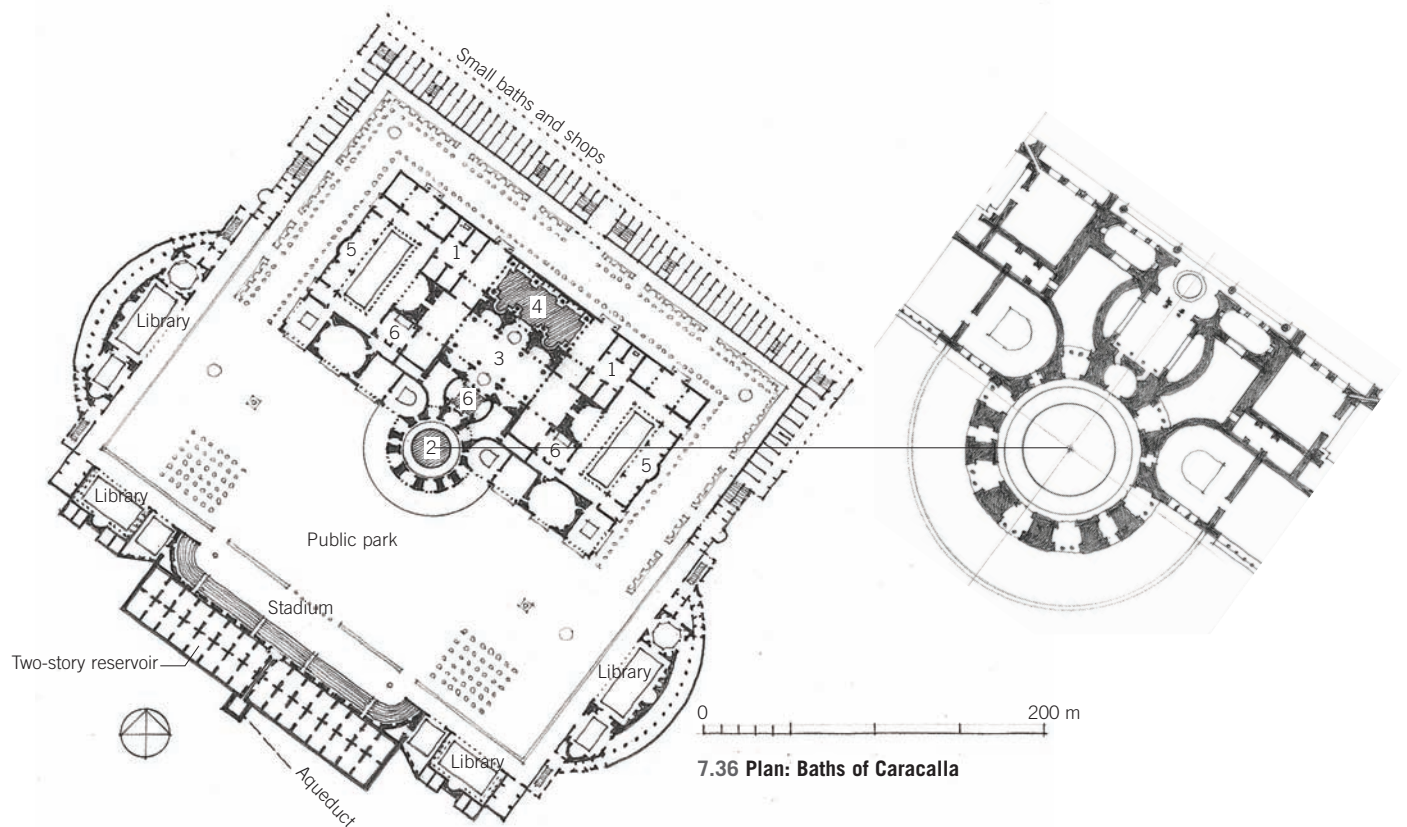 Small baths and shops
5
1
4
Library
6
3
1
6
2
6
5
Library
Public park
Stadium
Two-story reservoir
Library
0
200 m
Library
7.36 Plan: Baths of Caracalla
Aqueduct